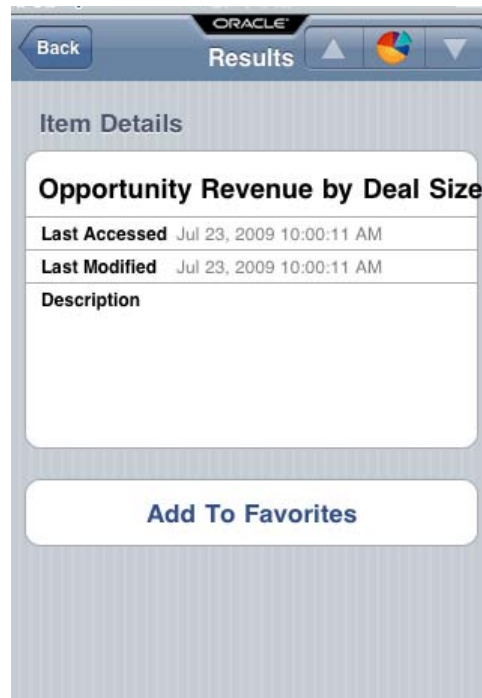 ORACLE
Back
Results
Item Details
Opportunity Revenue by Deal Size
Last Accessed Jul 23, 2009 10:00:11 AM
Last Modified Jul 23, 2009 10:00:11 AM
Description
Add To Favorites